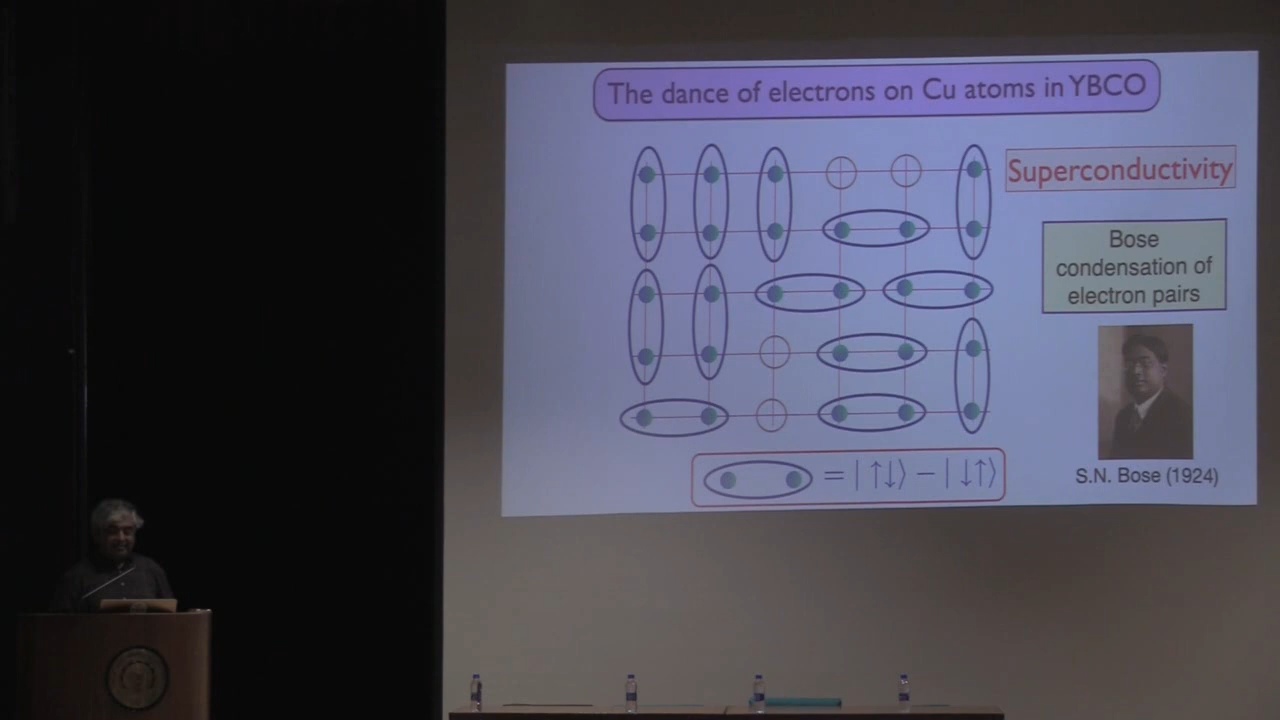 The dance of electrons on Cu atoms in YBCO
Superconductivity
Bose
condensation of
electron pairs
S.N. Bose (1924)
= | ↑↓⟩ − | ↓↑⟩